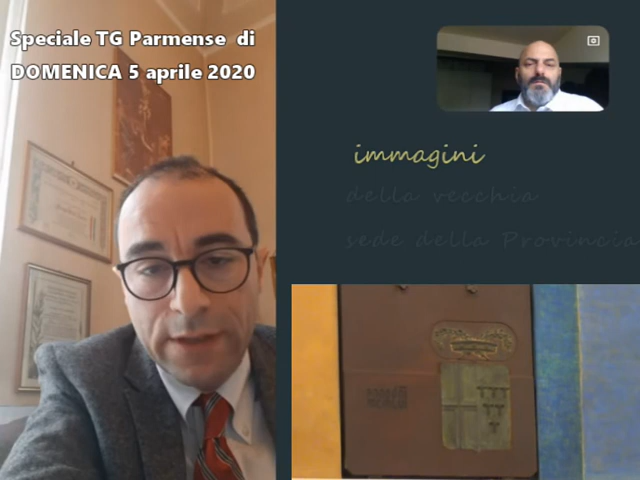 Speciale TG Parmense di
DOMENICA 5 aprile 2020
immagini
della vecchia
sede della Provincia